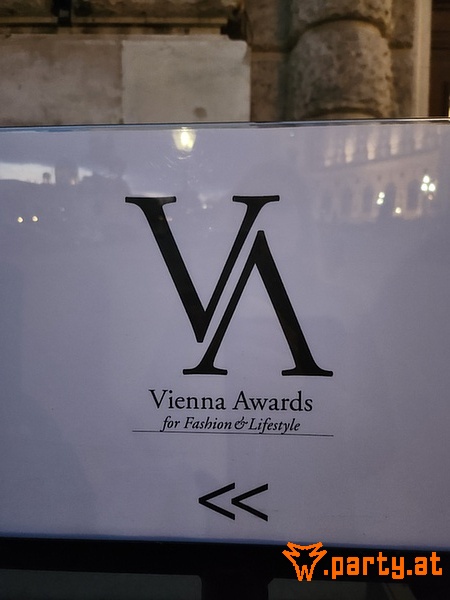 VA
Vienna Awards
for Fashion & Lifestyle
<<
w.party.at